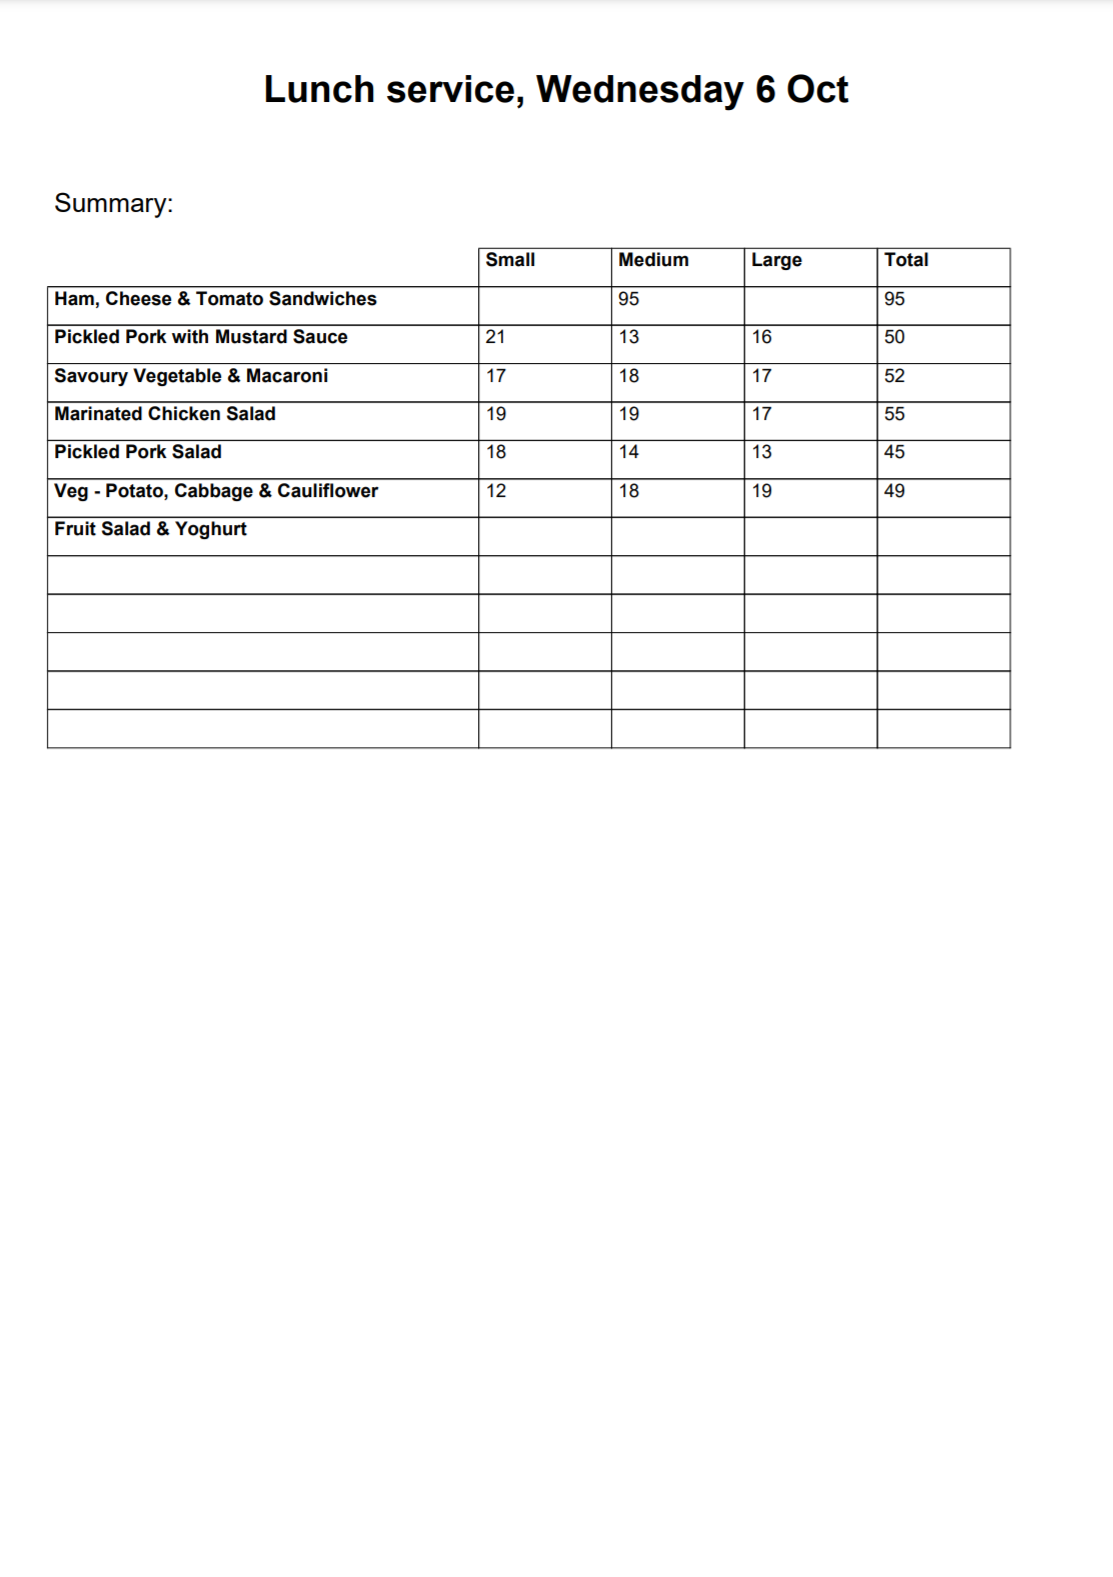 Lunch service, Wednesday 6 Oct
Summary:
Small Medium Large Total
Ham, Cheese & Tomato Sandwiches 95 95
Pickled Pork with Mustard Sauce 21 13 16 50
Savoury Vegetable & Macaroni 17 18 17 52
Marinated Chicken Salad 19 19 17 55
Pickled Pork Salad 18 14 13 45
Veg - Potato, Cabbage & Cauliflower 12 18 19 49
Fruit Salad & Yoghurt